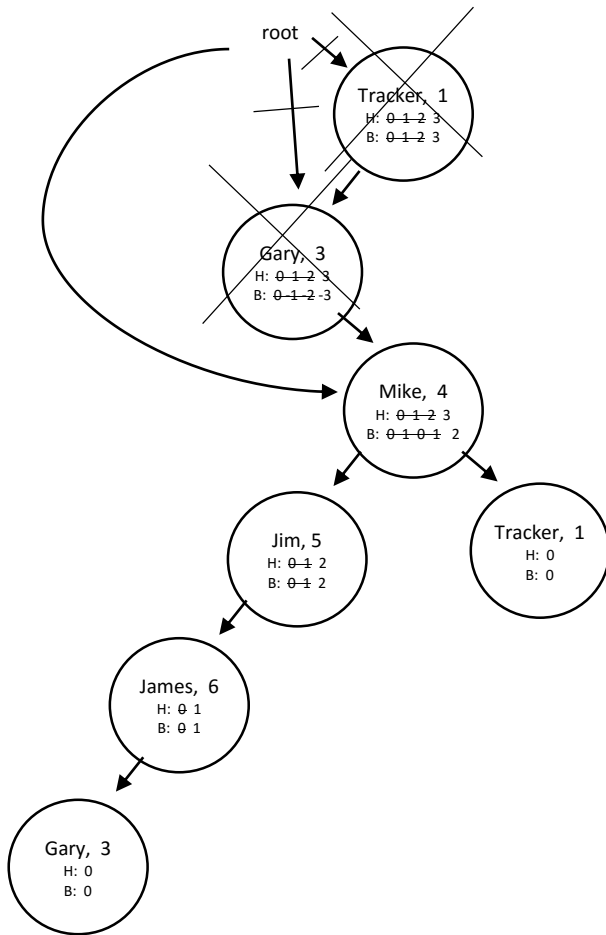 root
Tracker, 1
H: 0 1 2 3
B: 0 1 2 3
Gary, 3
H: 0 1 2 3
B: 0 -1 -2 -3
Mike, 4
H: 0 1 2 3
B: 0 1 0 1 2
Jim, 5
H: 0 1 2
B: 0 1 2
Tracker, 1
H: 0
B: 0
James, 6
H: 0 1
B: 0 1
Gary, 3
H: 0
B: 0